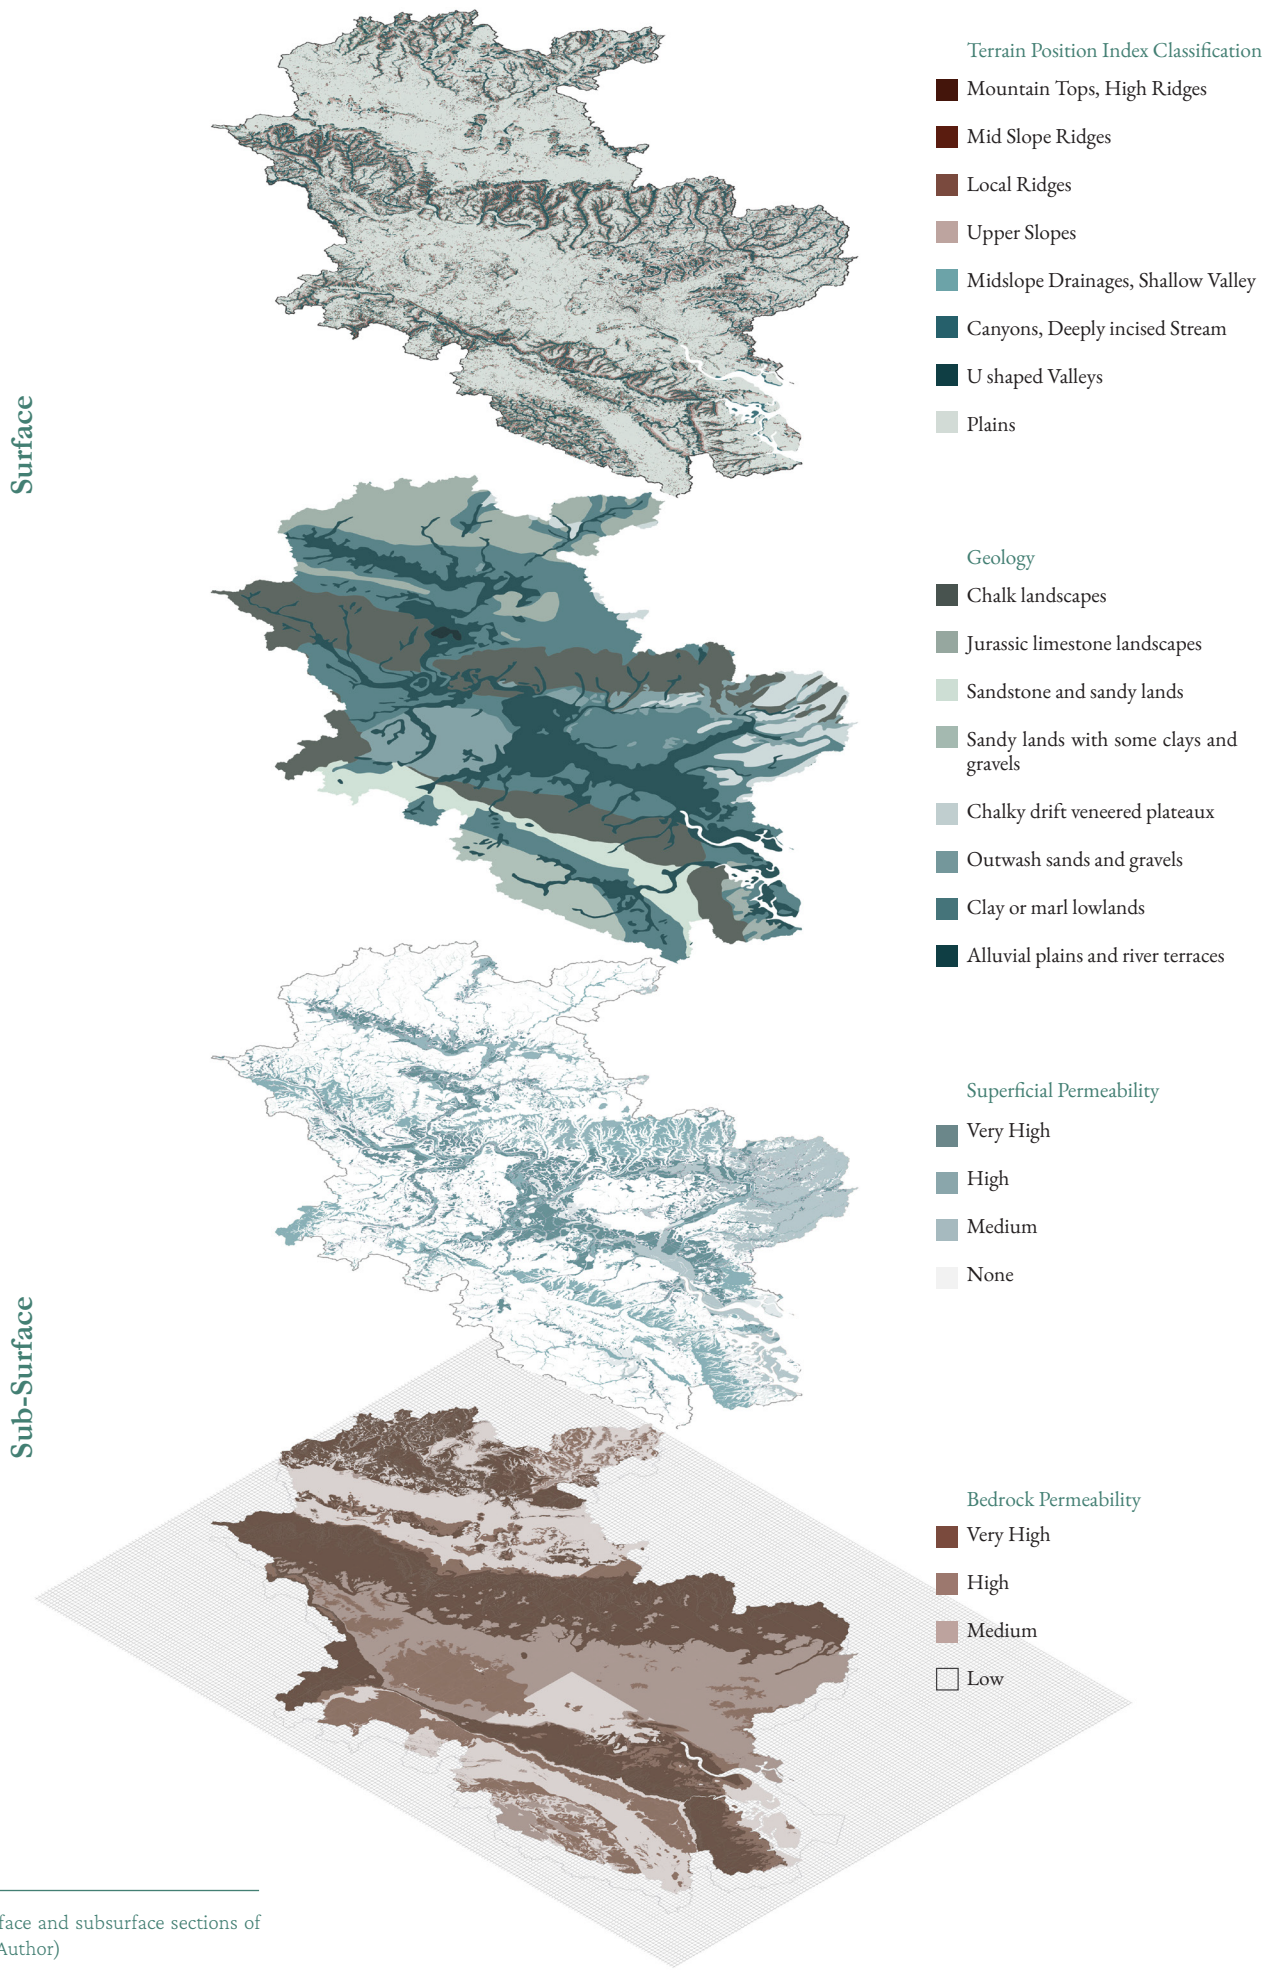 Surface
Terrain Position Index Classification
Mountain Tops, High Ridges
Mid Slope Ridges
Local Ridges
Upper Slopes
Midslope Drainages, Shallow Valley
Canyons, Deeply incised Stream
U shaped Valleys
Plains
Geology
Chalk landscapes
Jurassic limestone landscapes
Sandstone and sandy lands
Sandy lands with some clays and
gravels
Chalky drift veneered plateaux
Outwash sands and gravels
Clay or marl lowlands
Alluvial plains and river terraces
Sub-Surface
Superficial Permeability
Very High
High
Medium
None
Bedrock Permeability
Very High
High
Medium
Low
face and subsurface sections of
Author)